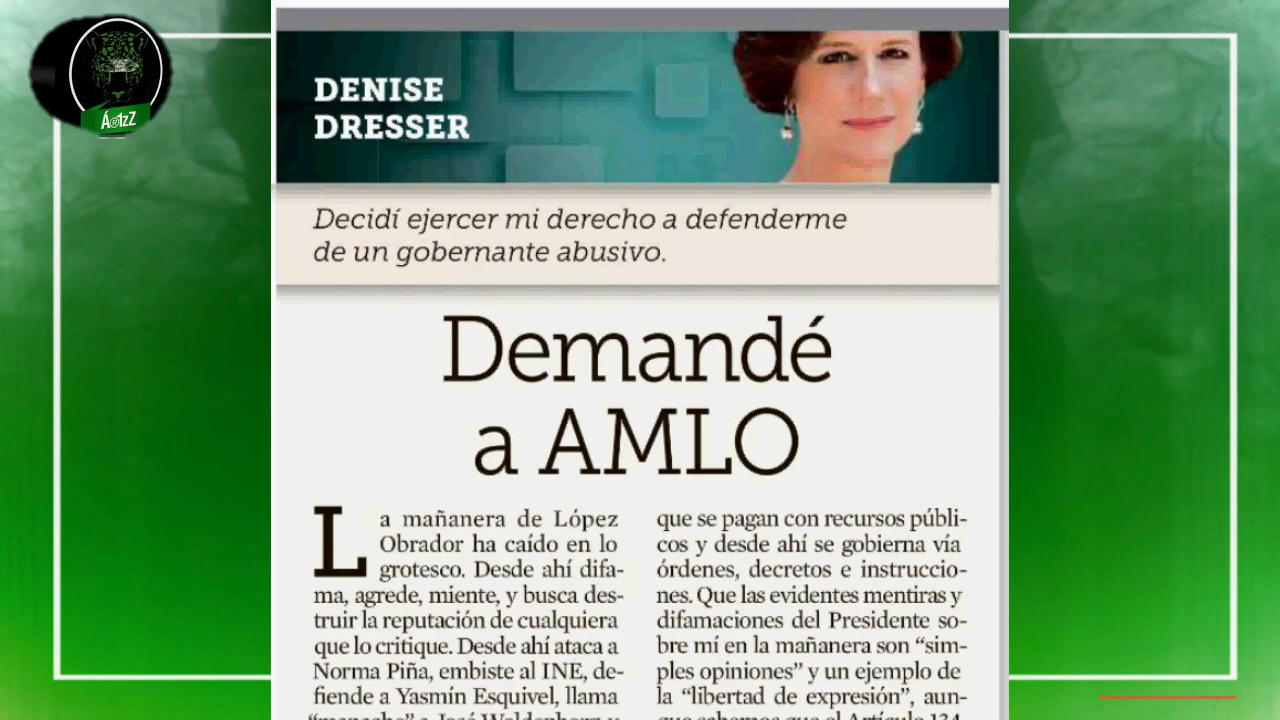 Á®1zZ
DENISE
DRESSER
Decidí ejercer mi derecho a defenderme
de un gobernante abusivo.
Demandé
a AMLO
La mañanera de López
Obrador ha caído en lo
grotesco. Desde ahí difa-
ma, agrede, miente, y busca des-
truir la reputación de cualquiera
que lo critique. Desde ahí ataca a
Norma Piña, embiste al INE, de-
fiende a Yasmín Esquivel, llama
que se pagan con recursos públi-
cos y desde ahí se gobierna vía
órdenes, decretos e instruccio-
nes. Que las evidentes mentiras y
difamaciones del Presidente so-
bre mí en la mañanera son “sim-
ples opiniones” y un ejemplo de
la “libertad de expresión”, aun-